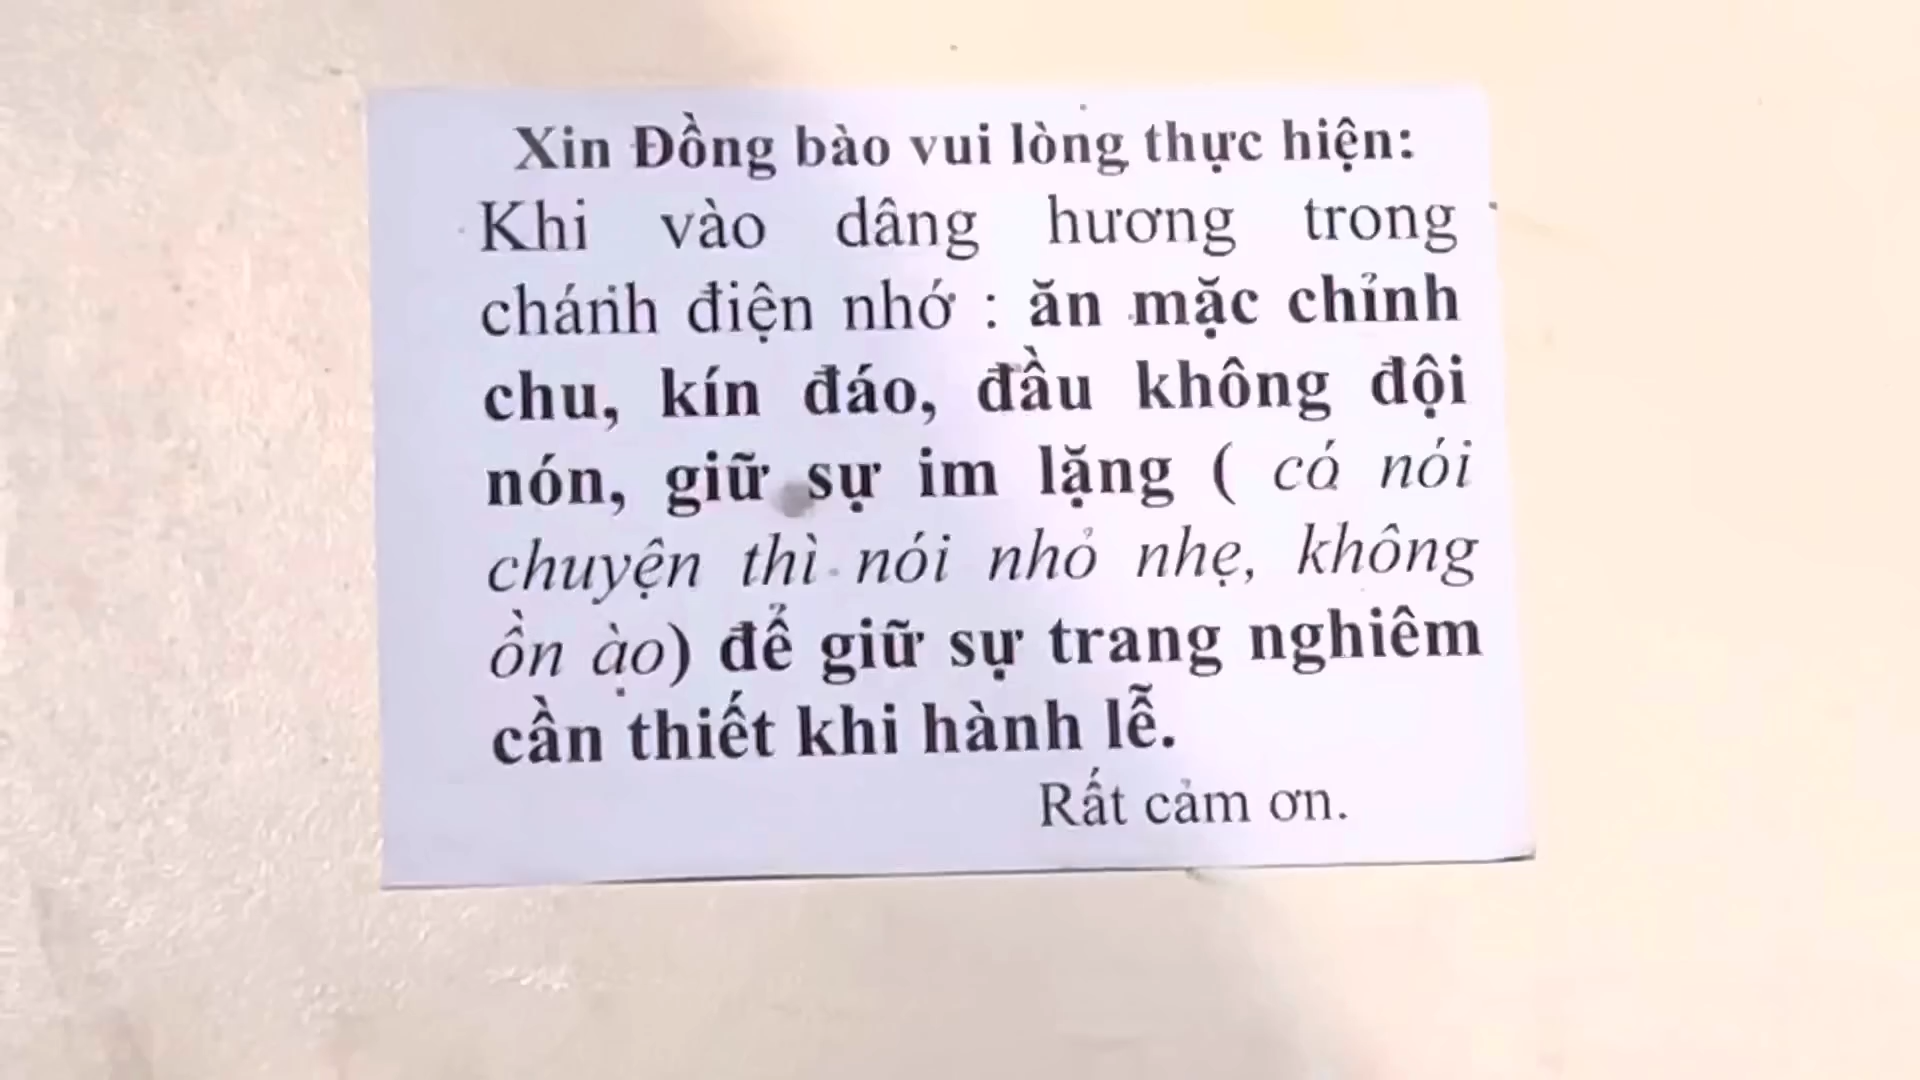 Xin Đồng bào vui lòng thực hiện:
Khi vào dâng hương trong
chánh điện nhớ : ăn mặc chỉnh
chu, kín đáo, đầu không đội
nón, giữ sự im lặng ( có nói
chuyện thì nói nhỏ nhẹ, không
ồn ào) để giữ sự trang nghiêm
cần thiết khi hành lễ.
Rất cảm ơn.